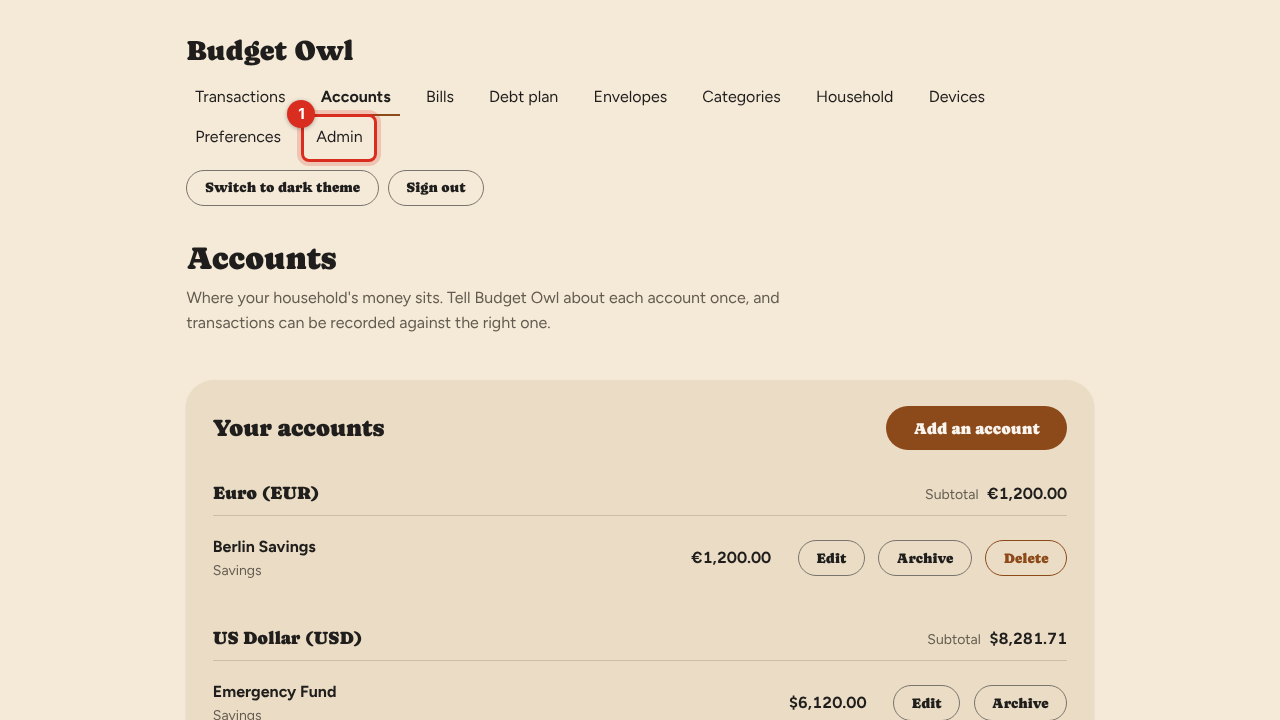 Budget Owl
Transactions Accounts Bills Debt plan Envelopes Categories Household Devices
1
Preferences Admin
Switch to dark theme Sign out
Accounts
Where your household's money sits. Tell Budget Owl about each account once, and
transactions can be recorded against the right one.
Your accounts Add an account
Euro (EUR) Subtotal €1,200.00
Berlin Savings
Savings
€1,200.00 Edit Archive Delete
US Dollar (USD) Subtotal $8,281.71
Emergency Fund
Savings
$6,120.00 Edit Archive